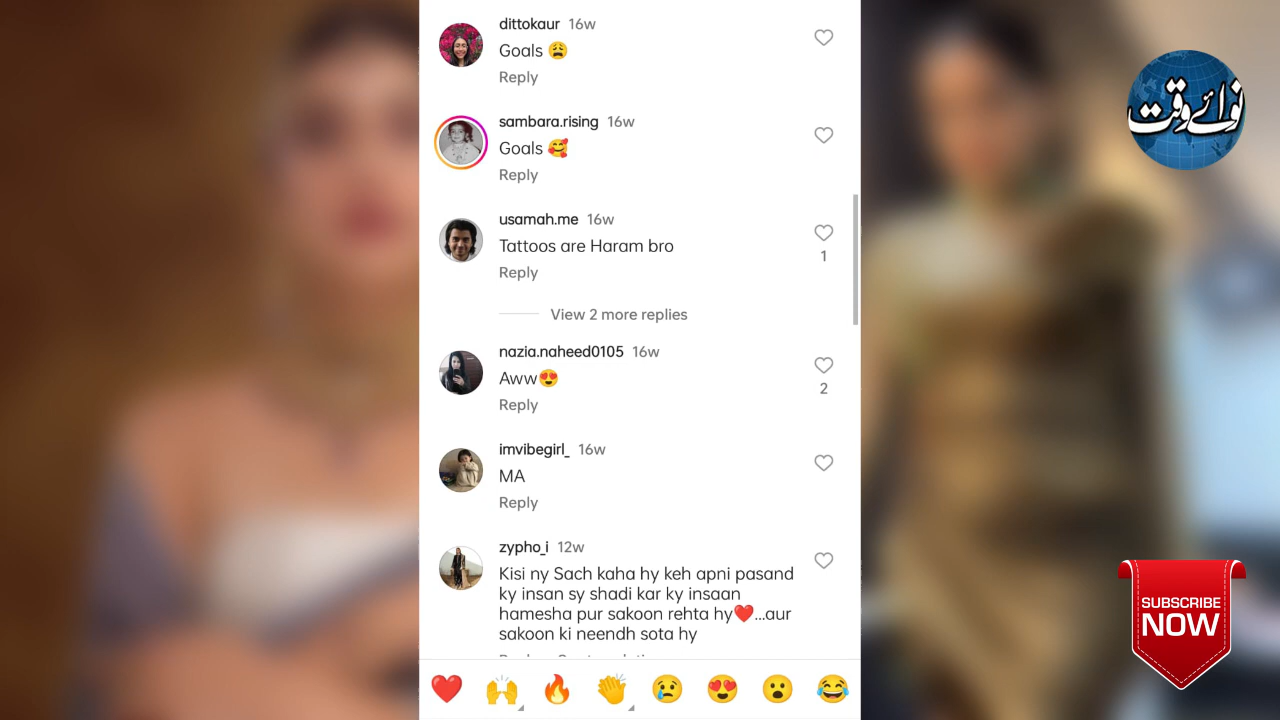 dittokaur 16w
Goals 😩
Reply
sambara.rising 16w
Goals 🥰
Reply
usamah.me 16w
Tattoos are Haram bro
1
Reply
View 2 more replies
nazia.naheed0105 16w
Aww😍
2
Reply
imvibegirl_ 16w
MA
Reply
zypho_i 12w
Kisi ny Sach kaha hy keh apni pasand
ky insan sy shadi kar ky insaan
hamesha pur sakoon rehta hy❤️...aur
sakoon ki neendh sota hy
نوائے وقت
SUBSCRIBE
NOW